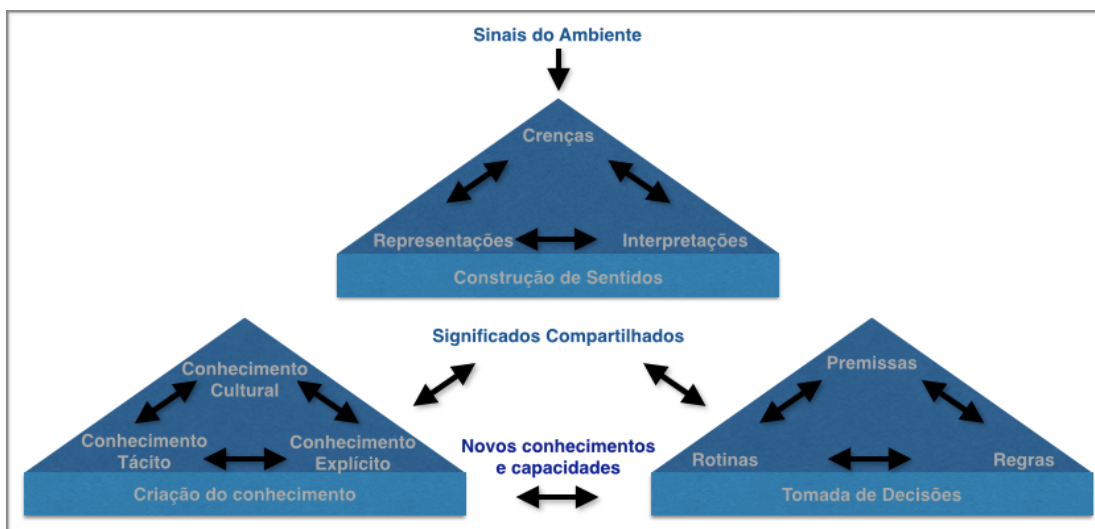 Sinais do Ambiente
Crenças
Representações
Interpretações
Construção de Sentidos
Significados Compartilhados
Conhecimento
Cultural
Conhecimento
Tácito
Conhecimento
Explícito
Criação do conhecimento
Novos conhecimentos
e capacidades
Premissas
Rotinas
Regras
Tomada de Decisões